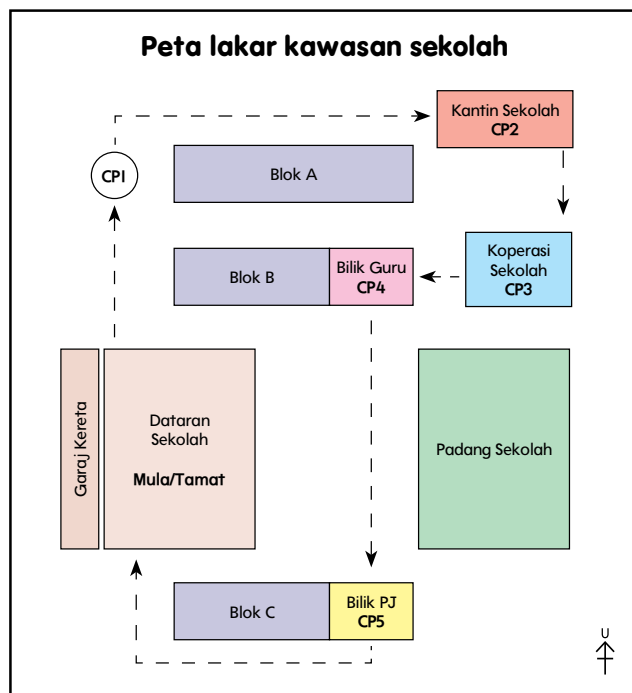 Peta lakar kawasan sekolah
Kantin Sekolah
CP2
CP1
Blok A
Blok B
Bilik Guru
CP4
Koperasi
Sekolah
CP3
Garaj Kereta
Dataran
Sekolah
Mula/Tamat
Padang Sekolah
Blok C
Bilik PJ
CP5
U